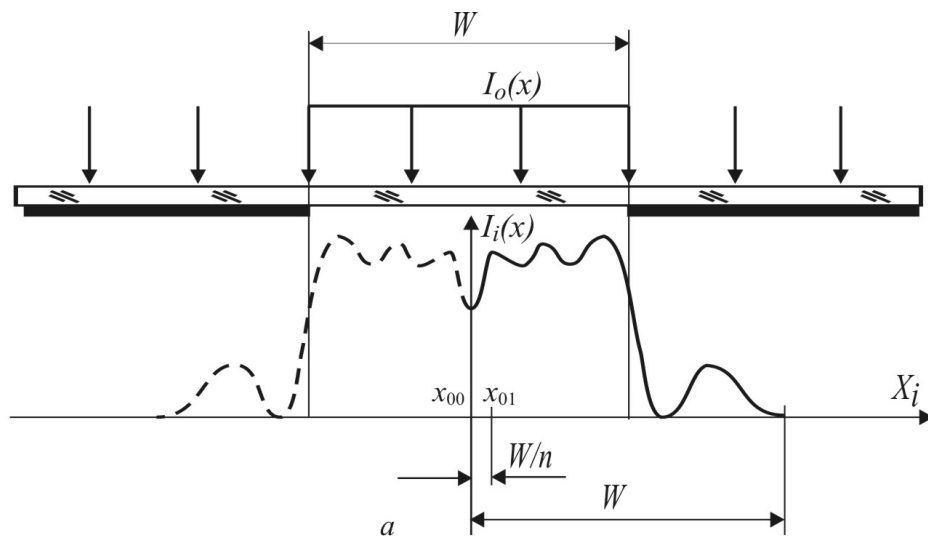 W
I_o(x)
I_i(x)
x_00 x_01
X_i
W/n
W
a